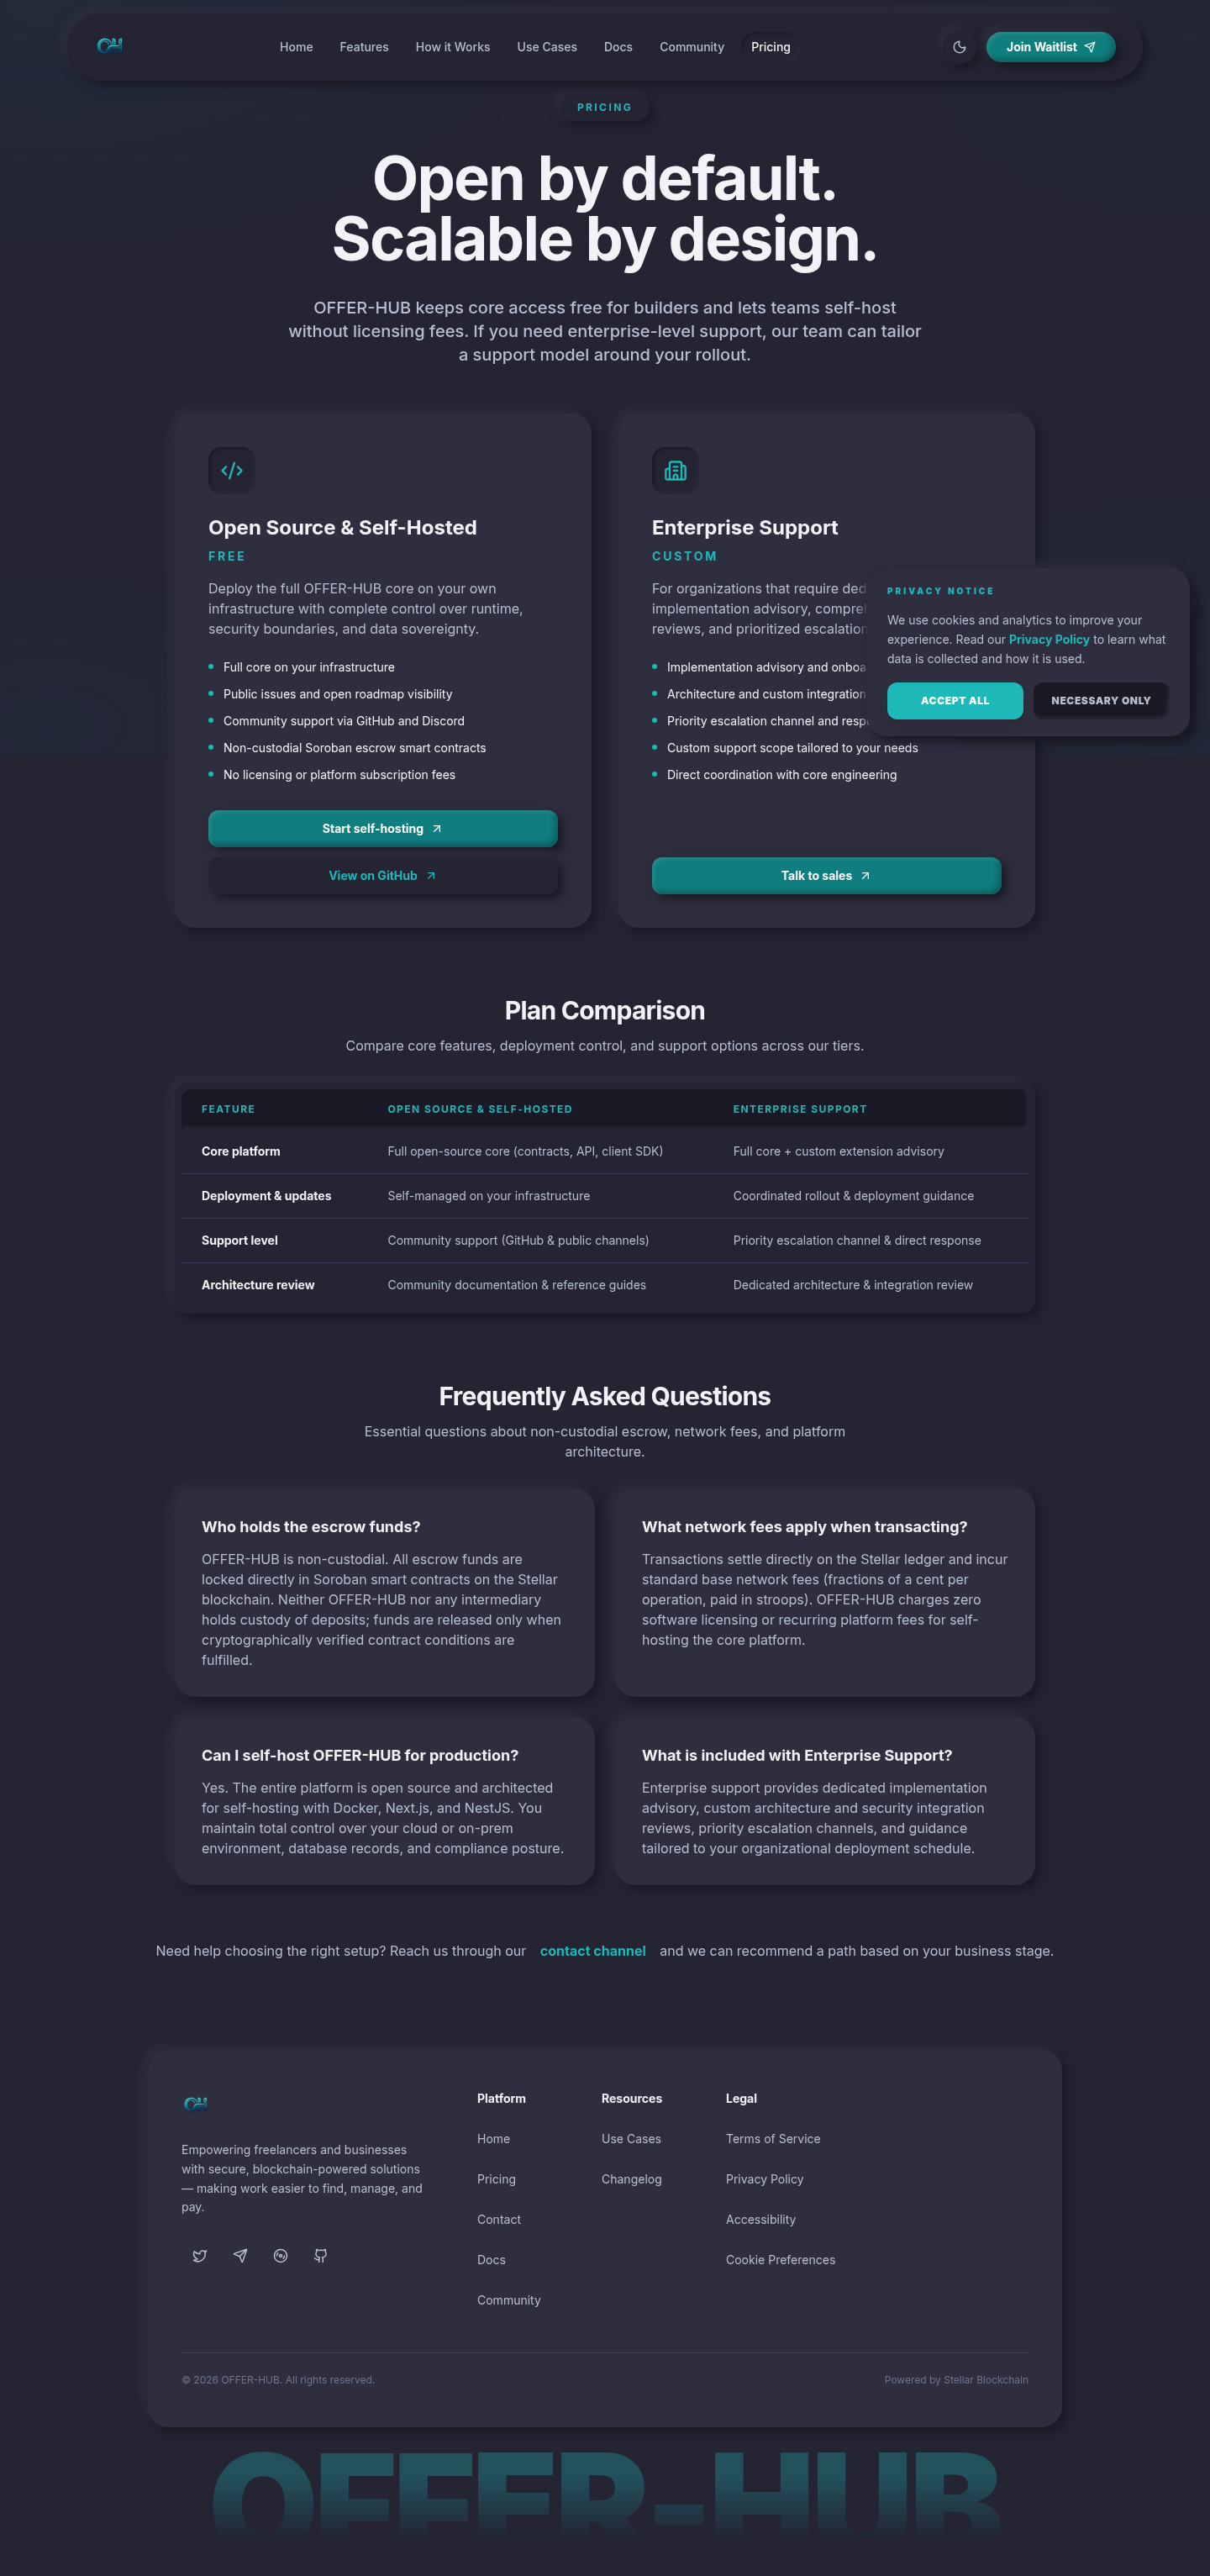 OH
Home
Features
How it Works
Use Cases
Docs
Community
Pricing
Join Waitlist
PRICING
Open by default.
Scalable by design.
OFFER-HUB keeps core access free for builders and lets teams self-host
without licensing fees. If you need enterprise-level support, our team can tailor
a support model around your rollout.
Open Source & Self-Hosted
FREE
Deploy the full OFFER-HUB core on your own
infrastructure with complete control over runtime,
security boundaries, and data sovereignty.
Full core on your infrastructure
Public issues and open roadmap visibility
Community support via GitHub and Discord
Non-custodial Soroban escrow smart contracts
No licensing or platform subscription fees
Start self-hosting
View on GitHub
Enterprise Support
CUSTOM
For organizations that require
implementation advisory,
reviews, and prioritized
Implementation advisory and
Architecture and custom
Priority escalation channel and
Custom support scope tailored to your needs
Direct coordination with core engineering
Talk to sales
PRIVACY NOTICE
We use cookies and analytics to improve your
experience. Read our Privacy Policy to learn what
data is collected and how it is used.
ACCEPT ALL
NECESSARY ONLY
Plan Comparison
Compare core features, deployment control, and support options across our tiers.
FEATURE OPEN SOURCE & SELF-HOSTED ENTERPRISE SUPPORT
Core platform Full open-source core (contracts, API, client SDK) Full core + custom extension advisory
Deployment & updates Self-managed on your infrastructure Coordinated rollout & deployment guidance
Support level Community support (GitHub & public channels) Priority escalation channel & direct response
Architecture review Community documentation & reference guides Dedicated architecture & integration review
Frequently Asked Questions
Essential questions about non-custodial escrow, network fees, and platform
architecture.
Who holds the escrow funds?
OFFER-HUB is non-custodial. All escrow funds are
locked directly in Soroban smart contracts on the Stellar
blockchain. Neither OFFER-HUB nor any intermediary
holds custody of deposits; funds are released only when
cryptographically verified contract conditions are
fulfilled.
What network fees apply when transacting?
Transactions settle directly on the Stellar ledger and incur
standard base network fees (fractions of a cent per
operation, paid in stroops). OFFER-HUB charges zero
software licensing or recurring platform fees for self-
hosting the core platform.
Can I self-host OFFER-HUB for production?
Yes. The entire platform is open source and architected
for self-hosting with Docker, Next.js, and NestJS. You
maintain total control over your cloud or on-prem
environment, database records, and compliance posture.
What is included with Enterprise Support?
Enterprise support provides dedicated implementation
advisory, custom architecture and security integration
reviews, priority escalation channels, and guidance
tailored to your organizational deployment schedule.
Need help choosing the right setup? Reach us through our contact channel and we can recommend a path based on your business stage.
OH
Empowering freelancers and businesses
with secure, blockchain-powered solutions
— making work easier to find, manage, and
pay.
Platform
Home
Pricing
Contact
Docs
Community
Resources
Use Cases
Changelog
Legal
Terms of Service
Privacy Policy
Accessibility
Cookie Preferences
© 2026 OFFER-HUB. All rights reserved.
Powered by Stellar Blockchain
OFFER-HUB